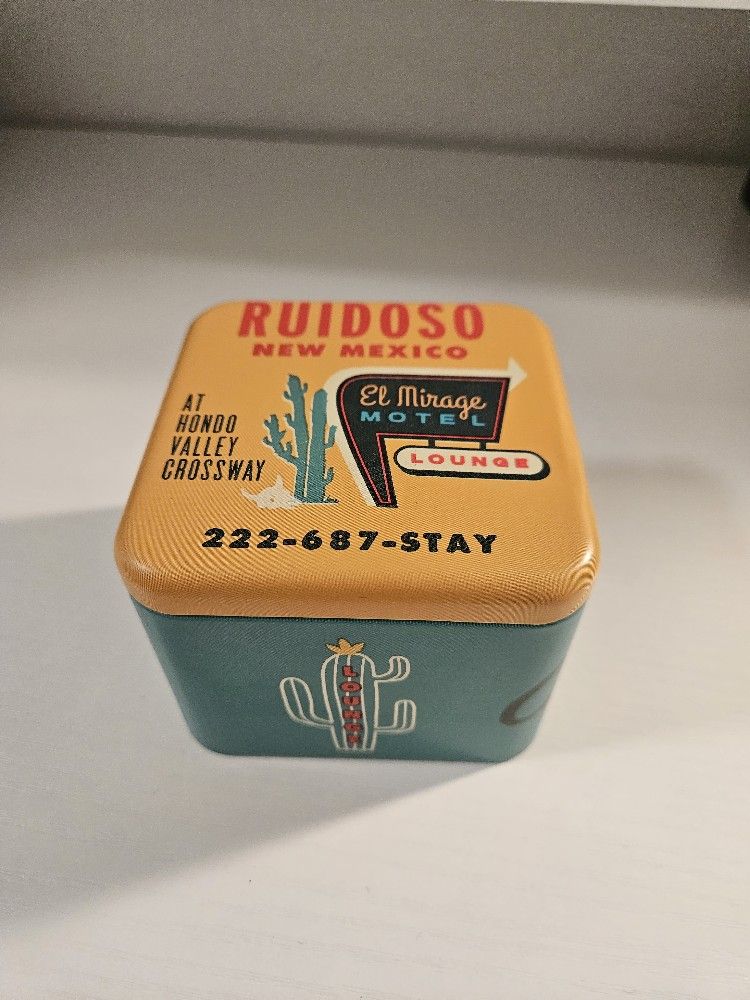 RUIDOSO
NEW MEXICO
AT
HONDO
VALLEY
CROSSWAY
El Mirage
MOTEL
LOUNGE
222-687-STAY
LOUNGE